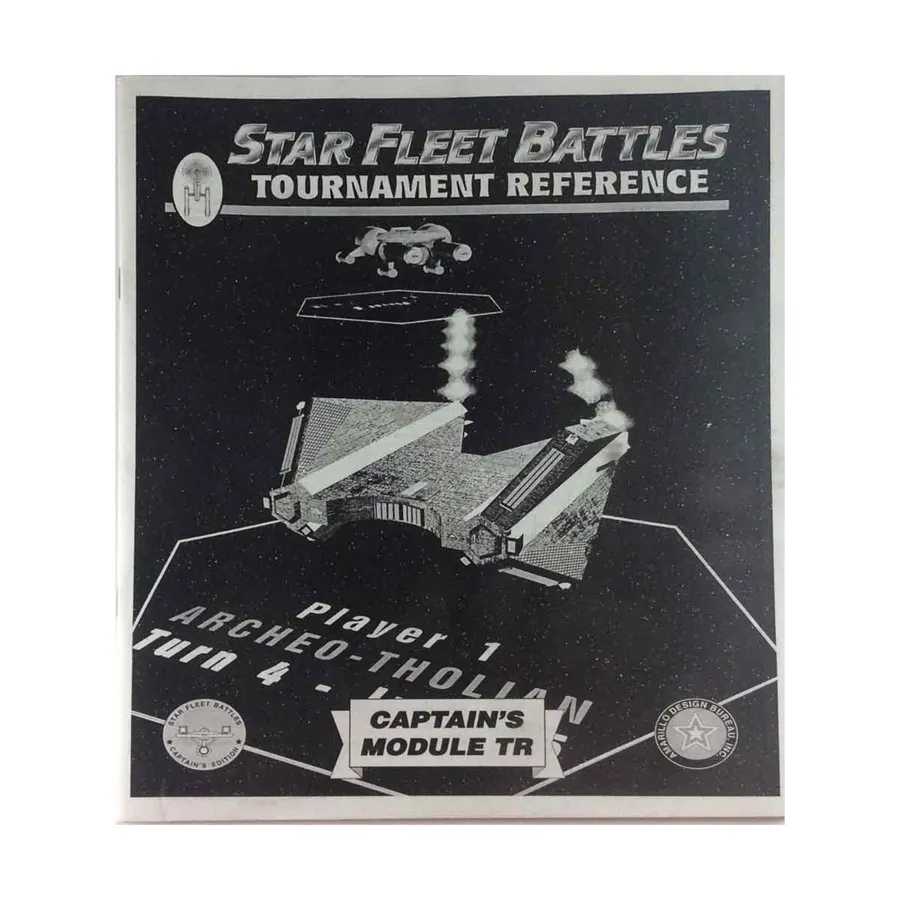 STAR FLEET BATTLES
TOURNAMENT REFERENCE
Player 1
ARCHEO-THOLIAN
Turn 4 -
CAPTAIN'S
MODULE TR
STAR FLEET BATTLES
CAPTAIN'S EDITION
AMARILLO DESIGN BUREAU, INC.